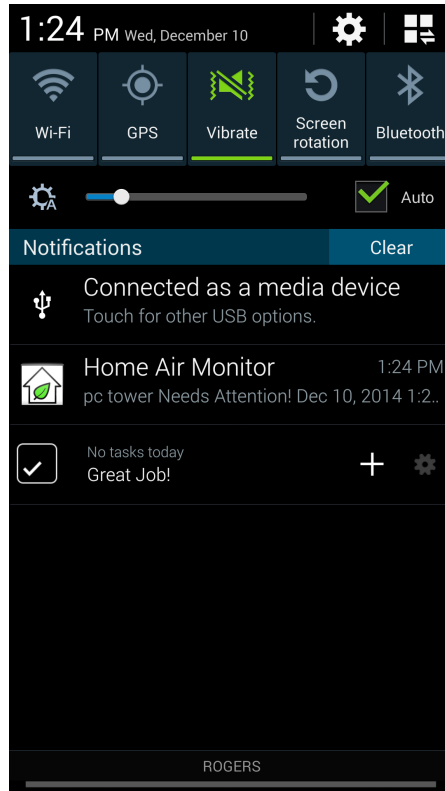 1:24 PM Wed, December 10
Wi-Fi
GPS
Vibrate
Screen
rotation
Bluetooth
A
Auto
Notifications
Clear
Connected as a media device
Touch for other USB options.
Home Air Monitor
1:24 PM
pc tower Needs Attention! Dec 10, 2014 1:2..
No tasks today
Great Job!
ROGERS